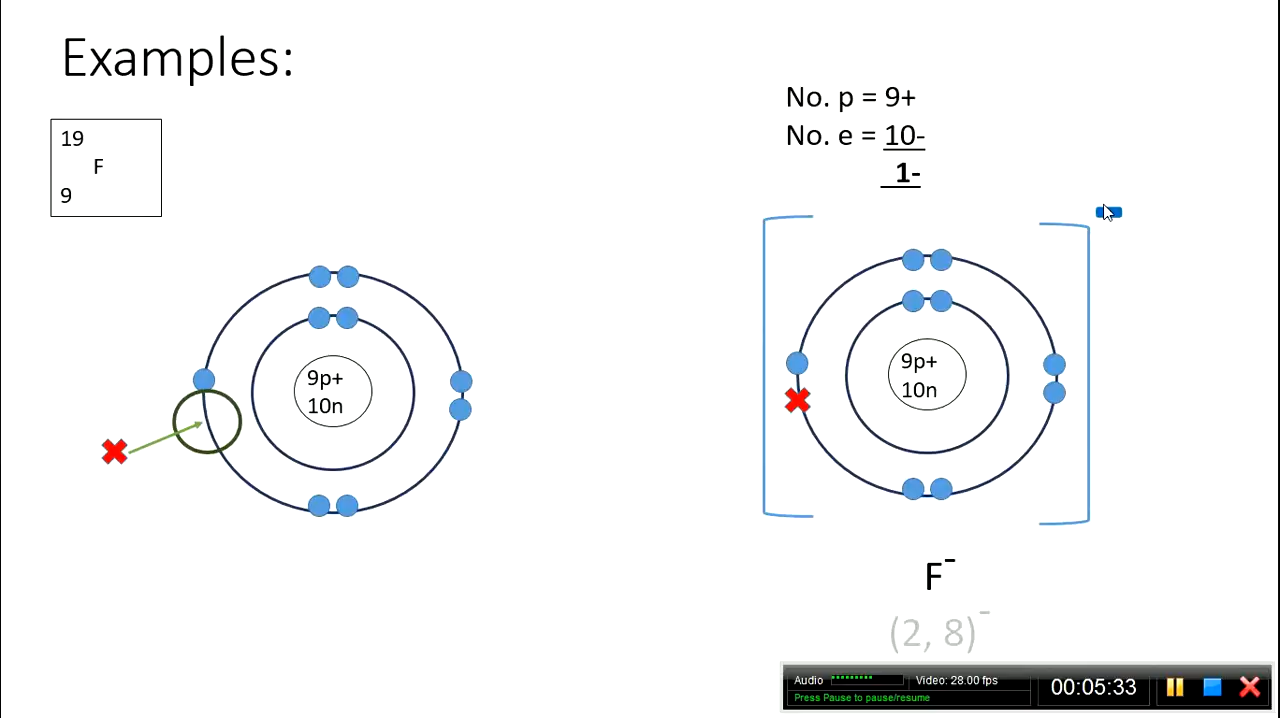 Examples:
19
F
9
No. p = 9+
No. e = 10-
1-
9p+
10n
9p+
10n
F⁻
(2, 8)⁻
Audio
Video: 28.00 fps
Press Pause to pause/resume
00:05:33